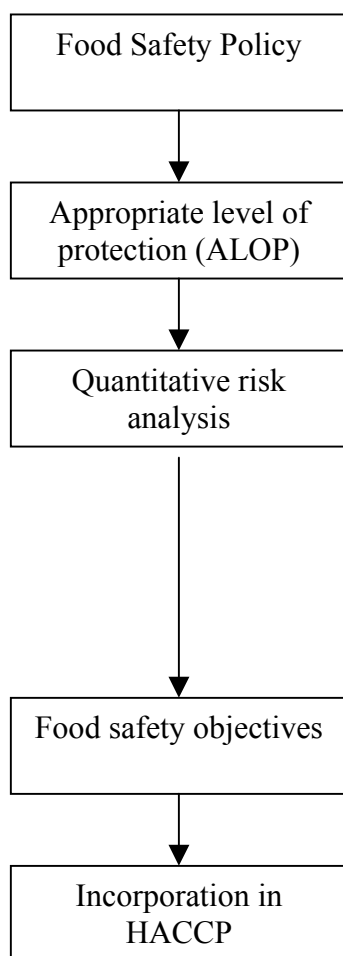 Food Safety Policy
Appropriate level of
protection (ALOP)
Quantitative risk
analysis
Food safety objectives
Incorporation in
HACCP